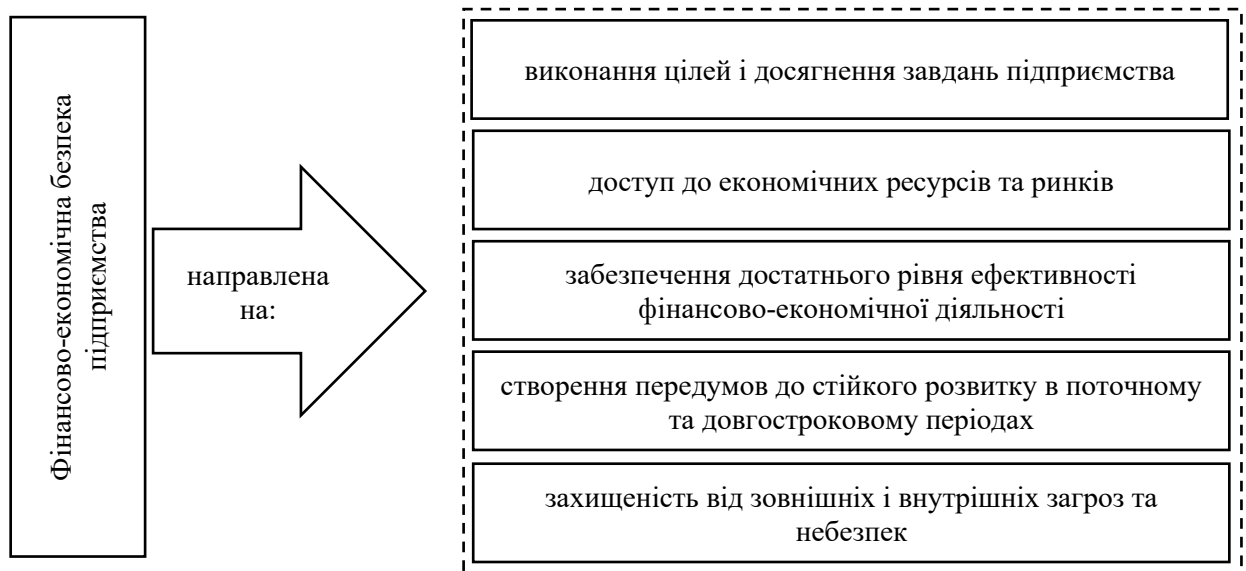 Фінансово-економічна безпека
підприємства
направлена
на:
виконання цілей і досягнення завдань підприємства
доступ до економічних ресурсів та ринків
забезпечення достатнього рівня ефективності
фінансово-економічної діяльності
створення передумов до стійкого розвитку в поточному
та довгостроковому періодах
захищеність від зовнішніх і внутрішніх загроз та
небезпек